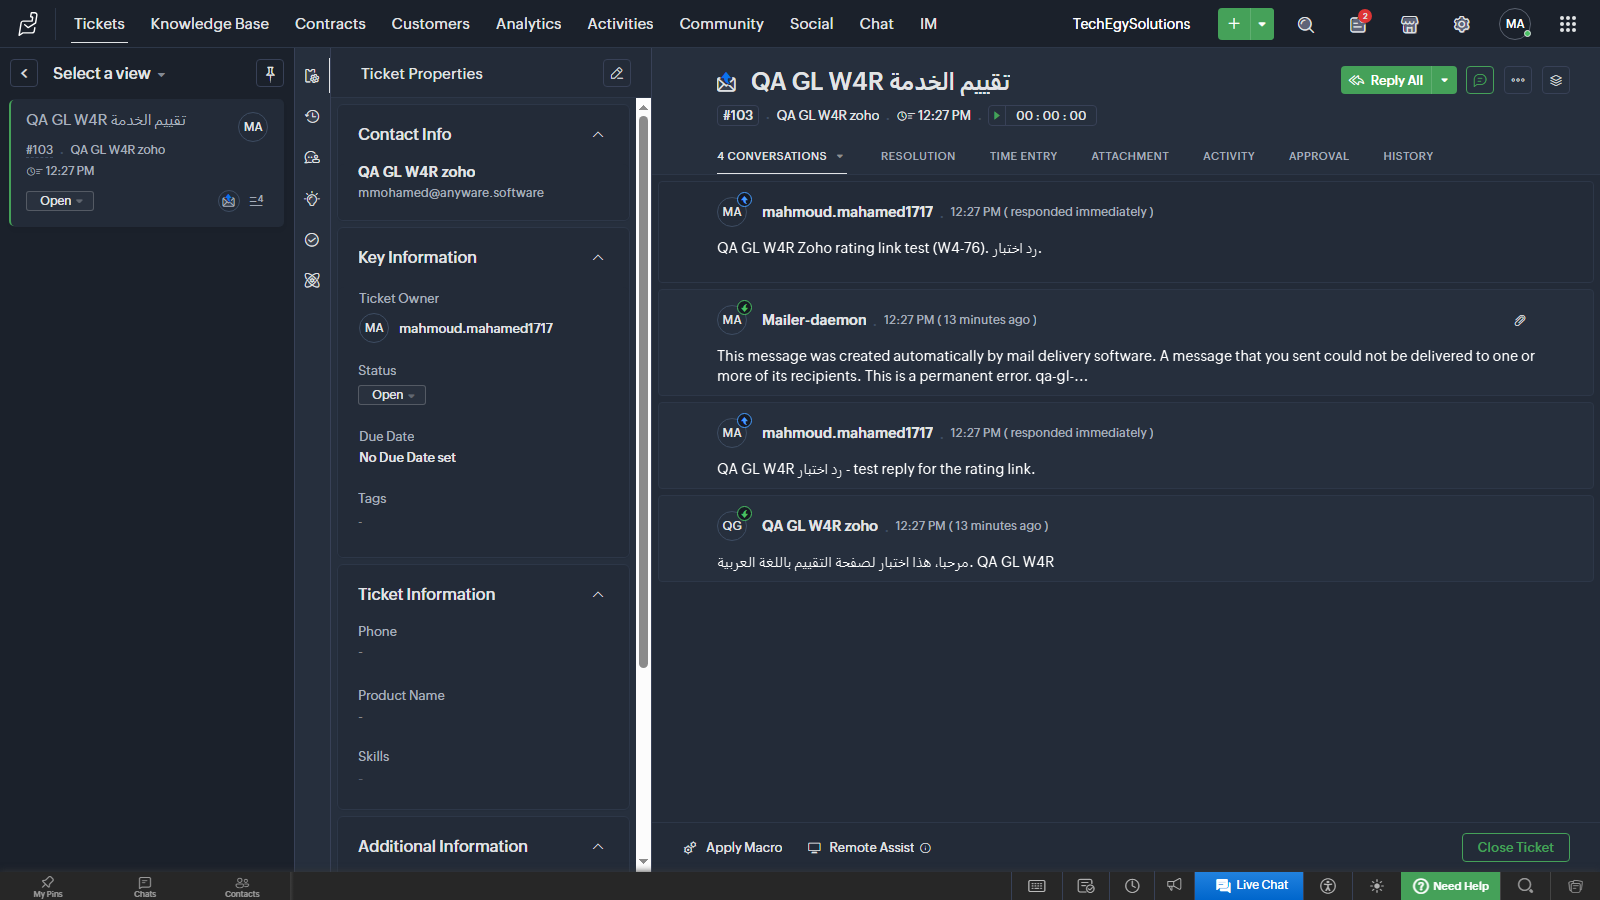 Tickets Knowledge Base Contracts Customers Analytics Activities Community Social Chat IM TechEgySolutions 2 MA
Select a view
QA GL W4R تقييم الخدمة
MA
#103 . QA GL W4R zoho
12:27 PM
Open
4
Ticket Properties
Contact Info
QA GL W4R zoho
mmohamed@anyware.software
Key Information
Ticket Owner
MA mahmoud.mahamed1717
Status
Open
Due Date
No Due Date set
Tags
-
Ticket Information
Phone
-
Product Name
-
Skills
-
Additional Information
QA GL W4R تقييم الخدمة
Reply All
#103 . QA GL W4R zoho . 12:27 PM . 00 : 00 : 00
4 CONVERSATIONS RESOLUTION TIME ENTRY ATTACHMENT ACTIVITY APPROVAL HISTORY
MA mahmoud.mahamed1717 . 12:27 PM ( responded immediately )
QA GL W4R Zoho rating link test (W4-76). رد اختبار.
MA Mailer-daemon . 12:27 PM ( 13 minutes ago )
This message was created automatically by mail delivery software. A message that you sent could not be delivered to one or
more of its recipients. This is a permanent error. qa-gl-...
MA mahmoud.mahamed1717 . 12:27 PM ( responded immediately )
QA GL W4R رد اختبار - test reply for the rating link.
QG QA GL W4R zoho . 12:27 PM ( 13 minutes ago )
مرحبا، هذا اختبار لصفحة التقييم باللغة العربية. QA GL W4R
Apply Macro Remote Assist
Close Ticket
My Pins Chats Contacts
Live Chat
Need Help